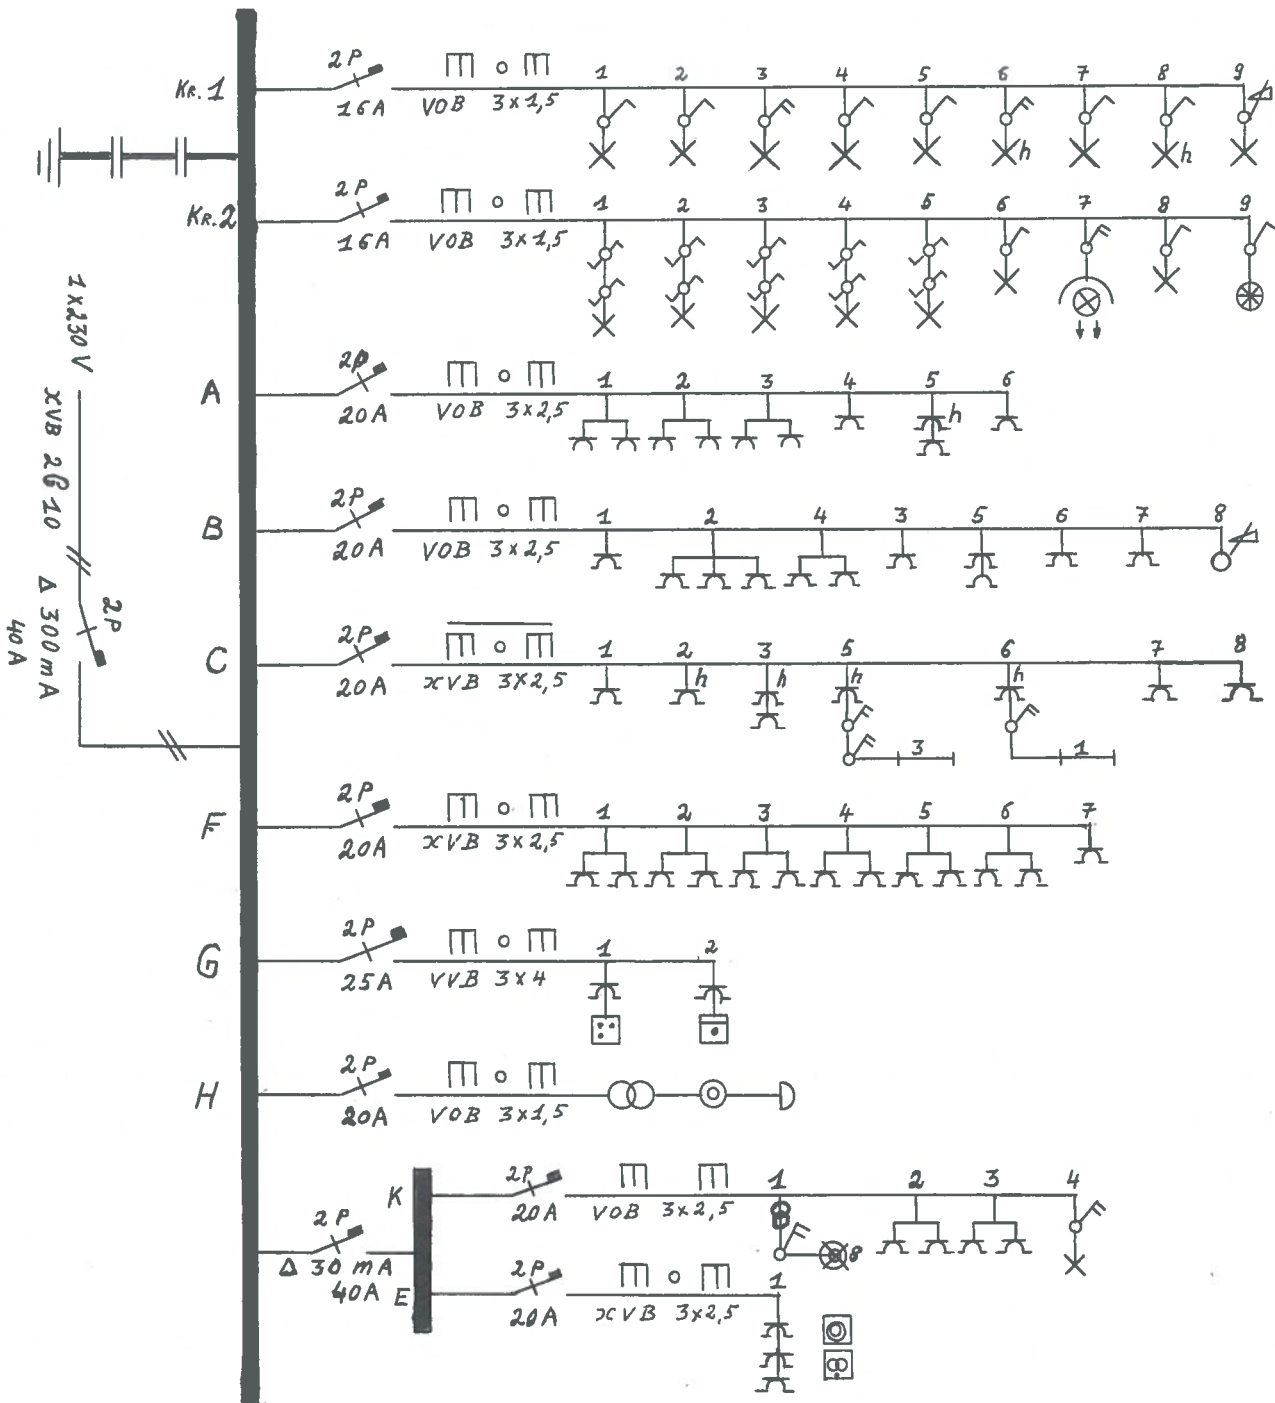 Kr. 1
2P
16A
VOB 3x1,5
1 2 3 4 5 6 7 8 9
h h
Kr. 2
2P
16A
VOB 3x1,5
1 2 3 4 5 6 7 8 9
1x230V
XVB 2G10
Δ 300mA
40A
2P
A
2P
20A
VOB 3x2,5
1 2 3 4 5 6
h
B
2P
20A
VOB 3x2,5
1 2 4 3 5 6 7 8
C
2P
20A
XVB 3x2,5
1 2 3 5 6 7 8
h h h h
3 1
F
2P
20A
XVB 3x2,5
1 2 3 4 5 6 7
G
2P
25A
VVB 3x4
1 2
H
2P
20A
VOB 3x1,5
2P
Δ 30 mA
40A
K
2P
20A
VOB 3x2,5
1 2 3 4
8
E
2P
20A
XVB 3x2,5
1